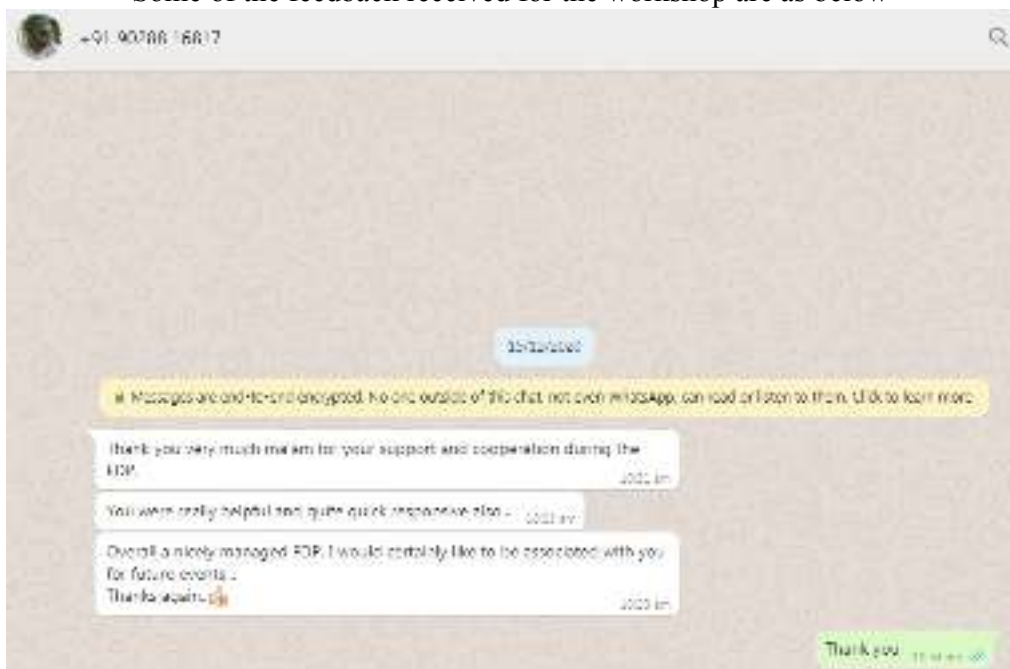 Some of the feedback received for the workshop are as below
+91 90288 16817
Messages are end-to-end encrypted. No one outside of this chat, not even WhatsApp, can read or listen to them. Click to learn more
Thank you very much madam for your support and cooperation during the
FDP.
You were really helpful and quite quick responsive also
Overall a nicely managed FDP. I would certainly like to be associated with you
for future events
Thanks again
Thank you